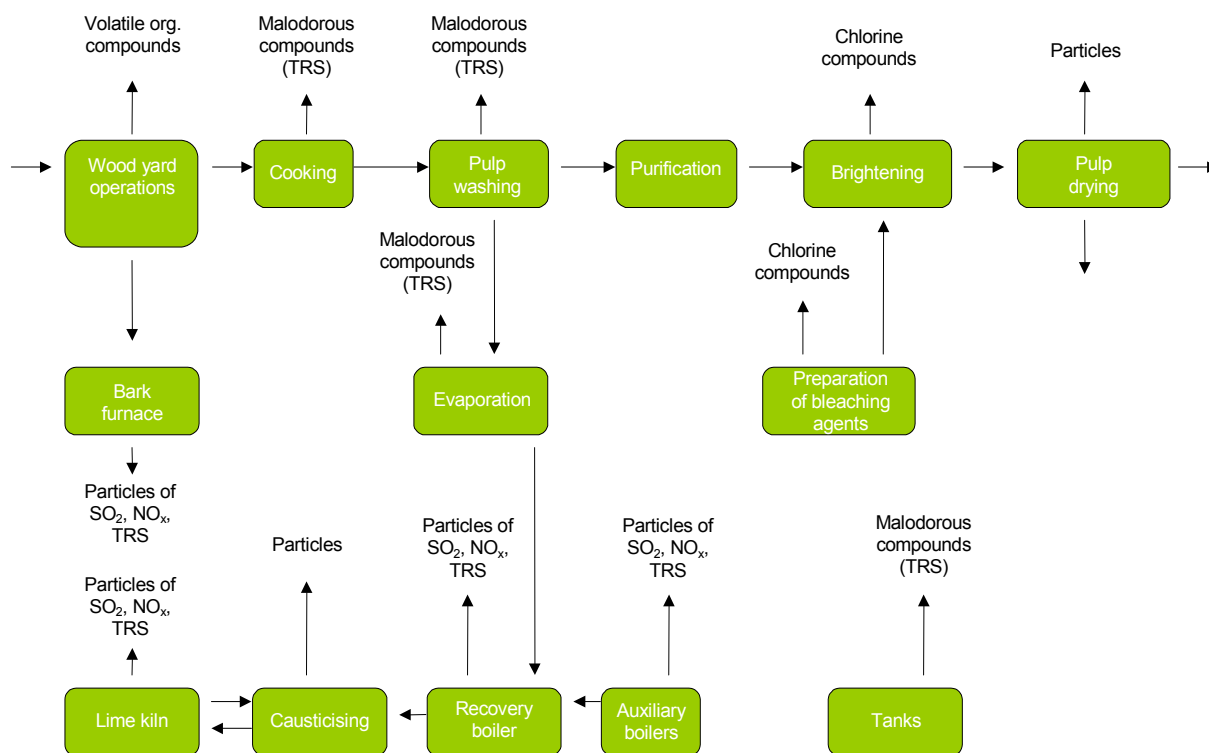 Volatile org.
compounds
Malodorous
compounds
(TRS)
Malodorous
compounds
(TRS)
Chlorine
compounds
Particles
Wood yard
operations
Cooking
Pulp
washing
Purification
Brightening
Pulp
drying
Malodorous
compounds
(TRS)
Chlorine
compounds
Bark
furnace
Evaporation
Preparation
of bleaching
agents
Particles of
SO₂, NOₓ,
TRS
Particles of
SO₂, NOₓ,
TRS
Particles
Particles of
SO₂, NOₓ,
TRS
Particles of
SO₂, NOₓ,
TRS
Malodorous
compounds
(TRS)
Lime kiln
Causticising
Recovery
boiler
Auxiliary
boilers
Tanks